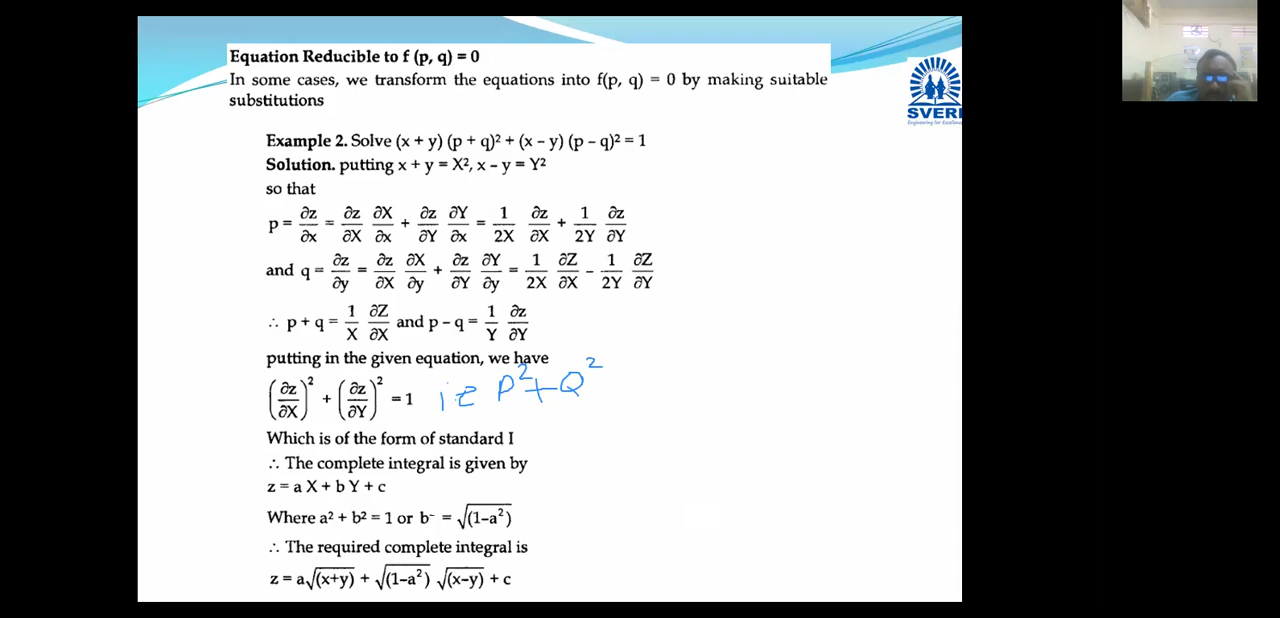 Equation Reducible to f (p, q) = 0
In some cases, we transform the equations into f(p, q) = 0 by making suitable
substitutions
SVERI
Engineering for Excellence
Example 2. Solve (x + y) (p + q)² + (x – y) (p – q)² = 1
Solution. putting x + y = X², x – y = Y²
so that
p = ∂z/∂x = ∂z/∂X ∂X/∂x + ∂z/∂Y ∂Y/∂x = 1/2X ∂z/∂X + 1/2Y ∂z/∂Y
and q = ∂z/∂y = ∂z/∂X ∂X/∂y + ∂z/∂Y ∂Y/∂y = 1/2X ∂Z/∂X – 1/2Y ∂Z/∂Y
∴ p + q = 1/X ∂Z/∂X and p – q = 1/Y ∂z/∂Y
putting in the given equation, we have
(∂z/∂X)² + (∂z/∂Y)² = 1 ie P² + Q²
Which is of the form of standard I
∴ The complete integral is given by
z = a X + b Y + c
Where a² + b² = 1 or b⁻ = √(1–a²)
∴ The required complete integral is
z = a√(x+y) + √(1–a²) √(x–y) + c